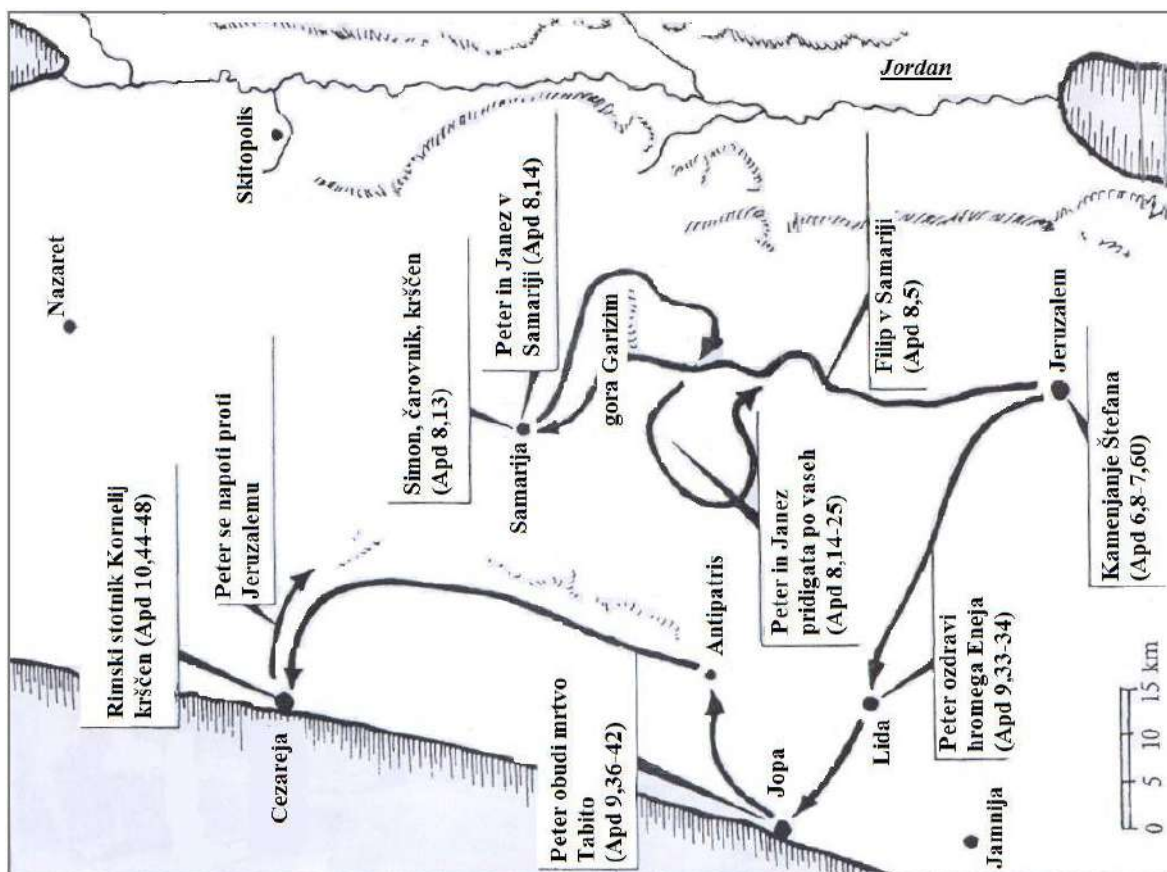 Nazaret
Skitopolis
Jordan
Rimski stotnik Kornelij
krščen (Apd 10,44-48)
Peter se napoti proti
Jeruzalemu
Cezareja
Simon, čarovnik, krščen
(Apd 8,13)
Peter in Janez v
Samariji (Apd 8,14)
Samarija
gora Garizim
Peter obudi mrtvo
Tabito
(Apd 9,36-42)
Antipatris
Peter in Janez
pridigata po vaseh
(Apd 8,14-25)
Filip v Samariji
(Apd 8,5)
Jopa
Lida
Peter ozdravi
hromega Eneja
(Apd 9,33-34)
Jeruzalem
Kamenjanje Štefana
(Apd 6,8-7,60)
Jamnija
0 5 10 15 km